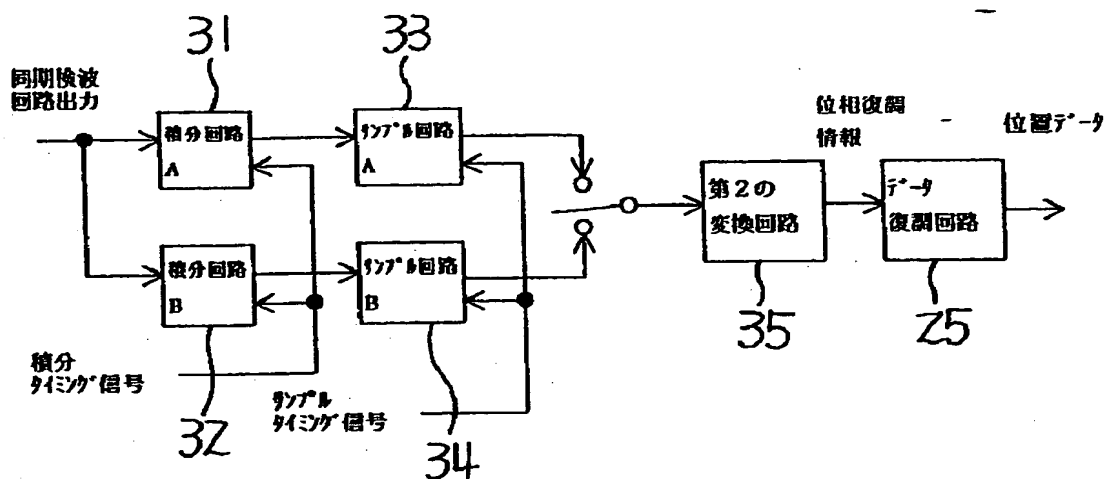 31
33
同期検波
回路出力
積分回路
A
サンプル回路
A
位相復調
情報
位置データ
第2の
変換回路
データ
復調回路
積分回路
B
サンプル回路
B
35
25
積分
タイミング信号
サンプル
タイミング信号
32
34